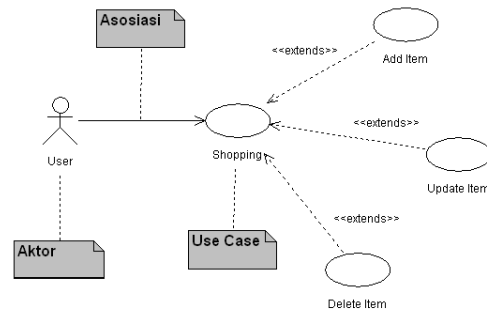 Asosiasi
<<extends>>
Add Item
<<extends>>
User
Shopping
Update Item
<<extends>>
Aktor
Use Case
Delete Item